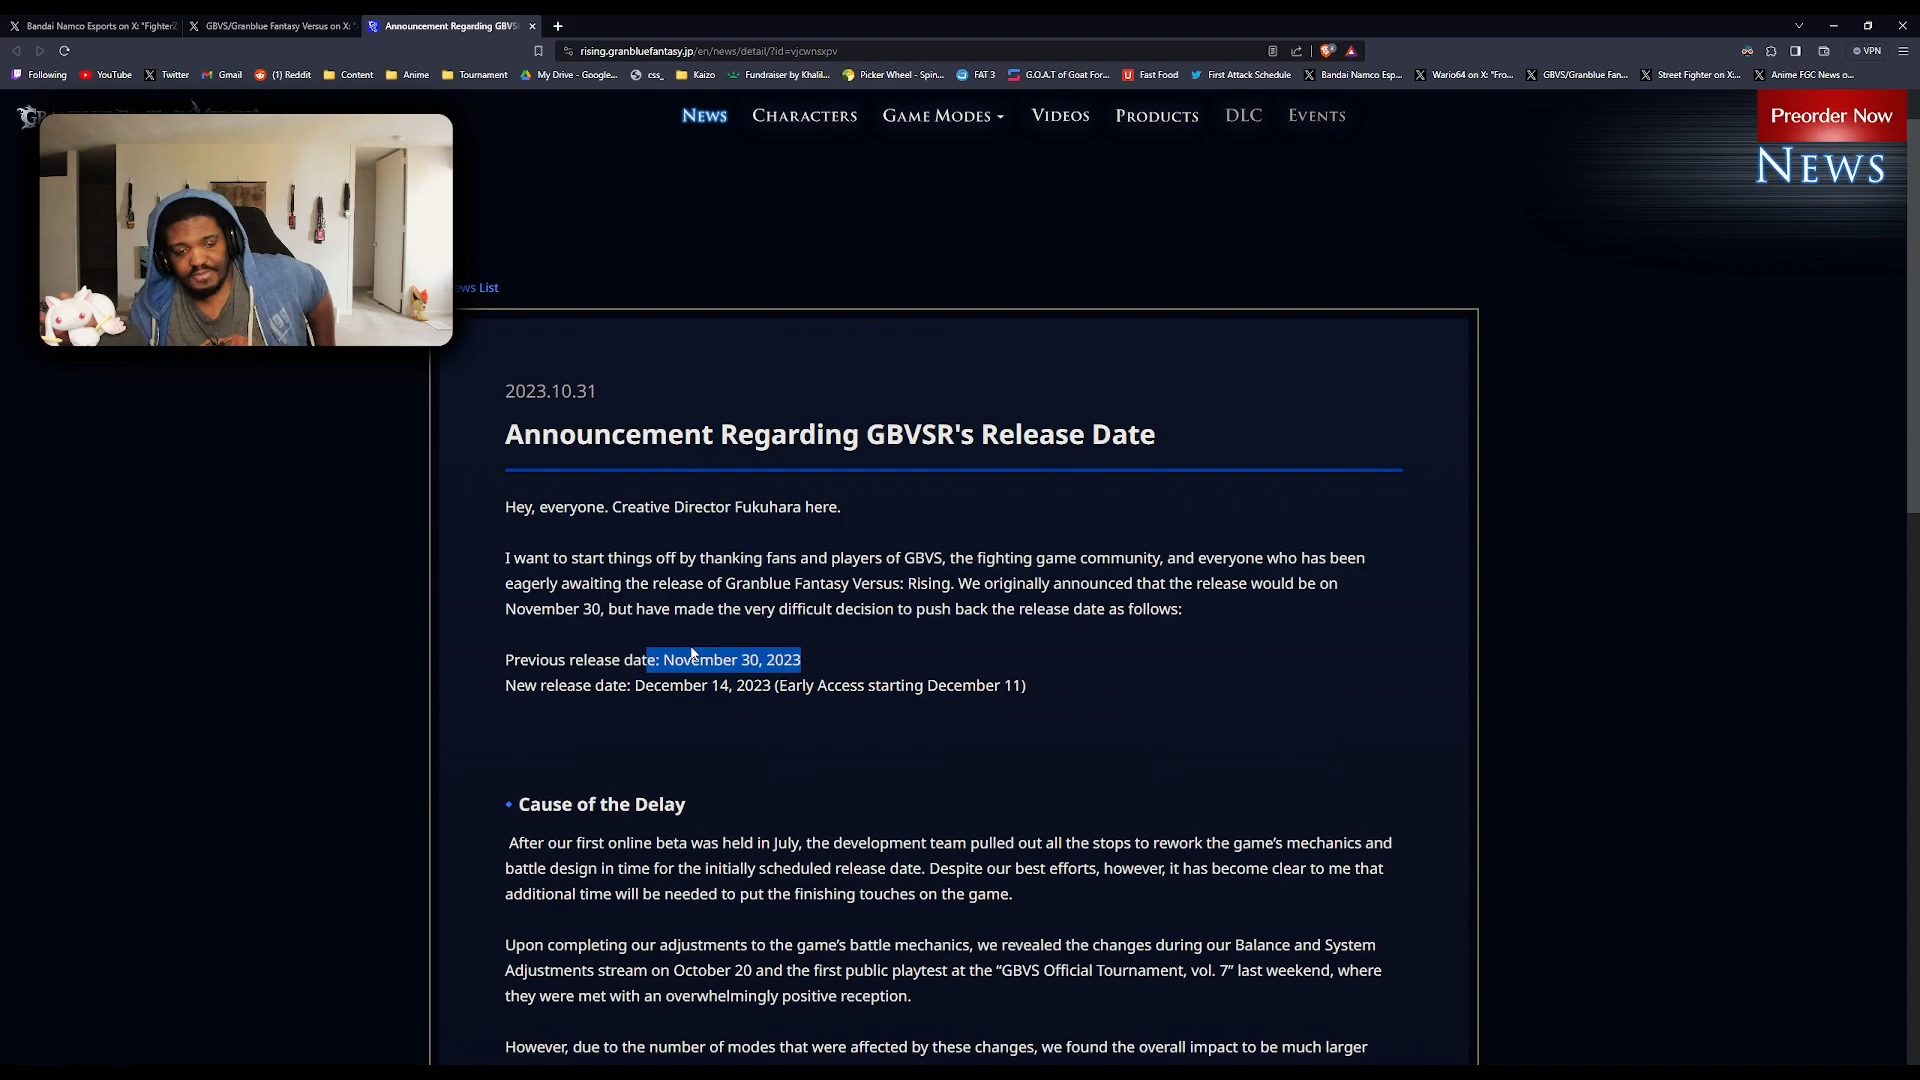 Bandai Namco Esports on X: "FighterZ
GBVS/Granblue Fantasy Versus on X: "
Announcement Regarding GBVS
rising.granbluefantasy.jp/en/news/detail/?id=vjcwnsxpv
VPN
Following
YouTube
Twitter
Gmail
(1) Reddit
Content
Anime
Tournament
My Drive - Google...
css_
Kaizo
Fundraiser by Khalil...
Picker Wheel - Spin...
FAT 3
G.O.A.T of Goat For...
Fast Food
First Attack Schedule
Bandai Namco Esp...
Wario64 on X: "Fro...
GBVS/Granblue Fan...
Street Fighter on X:...
Anime FGC News o...
News
Characters
Game Modes
Videos
Products
DLC
Events
Preorder Now
News
ews List
2023.10.31
Announcement Regarding GBVSR's Release Date
Hey, everyone. Creative Director Fukuhara here.
I want to start things off by thanking fans and players of GBVS, the fighting game community, and everyone who has been
eagerly awaiting the release of Granblue Fantasy Versus: Rising. We originally announced that the release would be on
November 30, but have made the very difficult decision to push back the release date as follows:
Previous release date: November 30, 2023
New release date: December 14, 2023 (Early Access starting December 11)
Cause of the Delay
After our first online beta was held in July, the development team pulled out all the stops to rework the game's mechanics and
battle design in time for the initially scheduled release date. Despite our best efforts, however, it has become clear to me that
additional time will be needed to put the finishing touches on the game.
Upon completing our adjustments to the game's battle mechanics, we revealed the changes during our Balance and System
Adjustments stream on October 20 and the first public playtest at the "GBVS Official Tournament, vol. 7" last weekend, where
they were met with an overwhelmingly positive reception.
However, due to the number of modes that were affected by these changes, we found the overall impact to be much larger